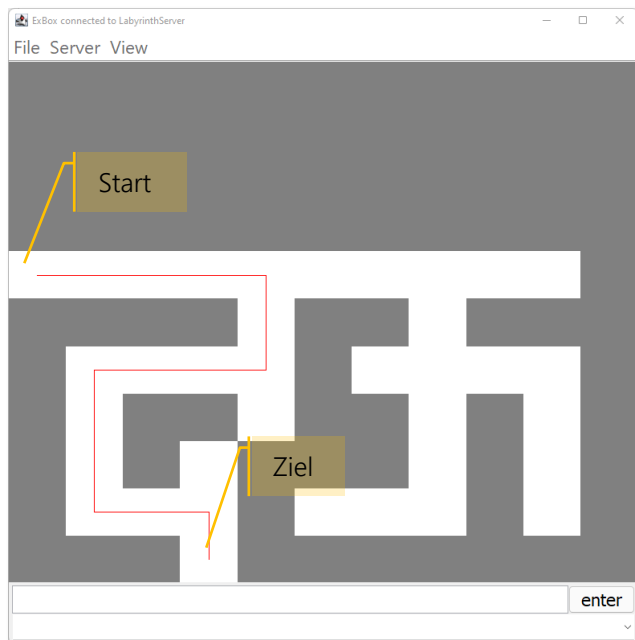 ExBox connected to LabyrinthServer
File Server View
Start
Ziel
enter